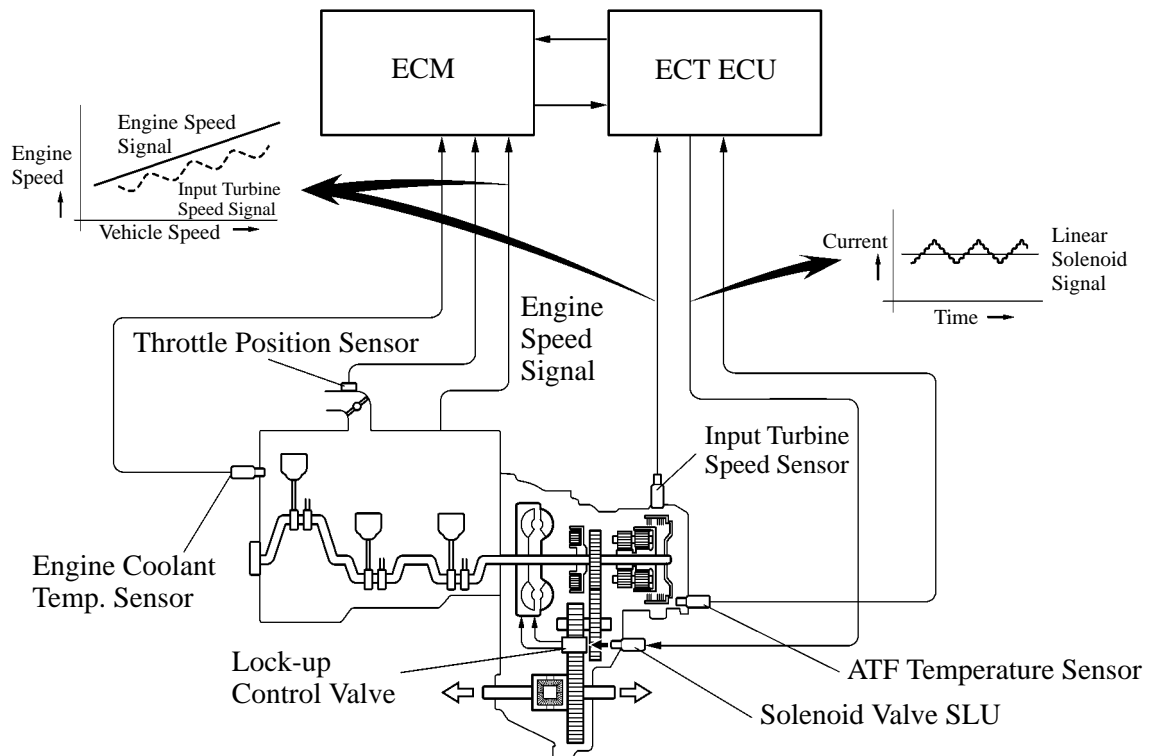 ECM
ECT ECU
Engine Speed
Signal
Engine
Speed
Input Turbine
Speed Signal
Vehicle Speed
Current
Linear
Solenoid
Signal
Time
Engine
Speed
Signal
Throttle Position Sensor
Input Turbine
Speed Sensor
Engine Coolant
Temp. Sensor
Lock-up
Control Valve
ATF Temperature Sensor
Solenoid Valve SLU